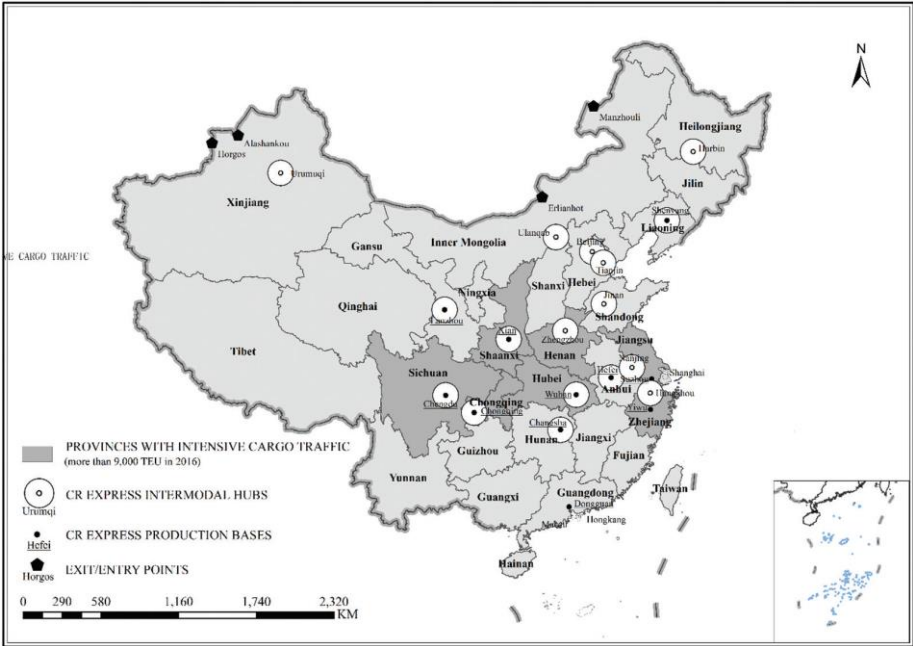 N
Manzhouli
Heilongjiang
Harbin
Alashankou
Horgos
Urumqi
Jilin
Xinjiang
Erlianhot
Shenyang
Liaoning
Ulanqab
Inner Mongolia
Beijing
Gansu
VE CARGO TRAFFIC
Tianjin
Shanxi
Hebei
Ningxia
Jinan
Qinghai
Shandong
Lanzhou
Xian
Zhengzhou
Jiangsu
Tibet
Shaanxi
Henan
Nanjing
Sichuan
Hubei
Hefei
Shanghai
Anhui
Suzhou
Wuhan
Hangzhou
Chengdu
Chongqing
Chongqing
Yiwu
Zhejiang
Changsha
Hunan
Jiangxi
PROVINCES WITH INTENSIVE CARGO TRAFFIC
(more than 9,000 TEU in 2016)
Guizhou
Fujian
Yunnan
Guangxi
Guangdong
Taiwan
Dongguan
Hongkang
Hainan
CR EXPRESS INTERMODAL HUBS
Urumqi
CR EXPRESS PRODUCTION BASES
Hefei
EXIT/ENTRY POINTS
Horgos
0 290 580 1,160 1,740 2,320
KM